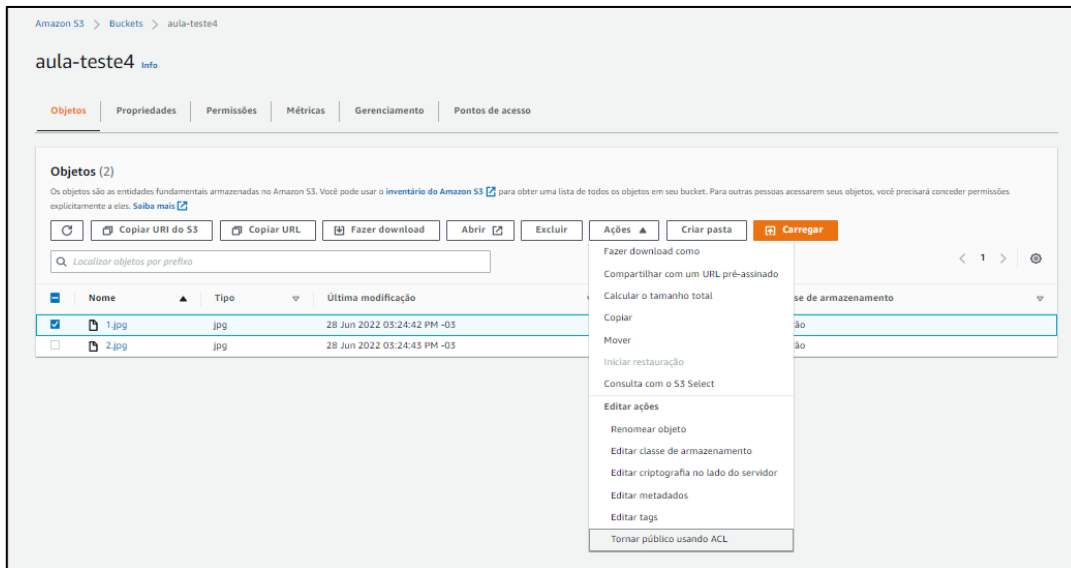 Amazon S3 > Buckets > aula-teste4
aula-teste4 Info
Objetos Propriedades Permissões Métricas Gerenciamento Pontos de acesso
Objetos (2)
Os objetos são as entidades fundamentais armazenadas no Amazon S3. Você pode usar o inventário do Amazon S3 para obter uma lista de todos os objetos em seu bucket. Para outras pessoas acessarem seus objetos, você precisará conceder permissões
explicitamente a eles. Saiba mais
Copiar URI do S3 Copiar URL Fazer download Abrir Excluir Ações Criar pasta Carregar
Localizar objetos por prefixo
< 1 >
Nome Tipo Última modificação se de armazenamento
1.jpg jpg 28 Jun 2022 03:24:42 PM -03 ão
2.jpg jpg 28 Jun 2022 03:24:43 PM -03 ão
Fazer download como
Compartilhar com um URL pré-assinado
Calcular o tamanho total
Copiar
Mover
Iniciar restauração
Consulta com o S3 Select
Editar ações
Renomear objeto
Editar classe de armazenamento
Editar criptografia no lado do servidor
Editar metadados
Editar tags
Tornar público usando ACL